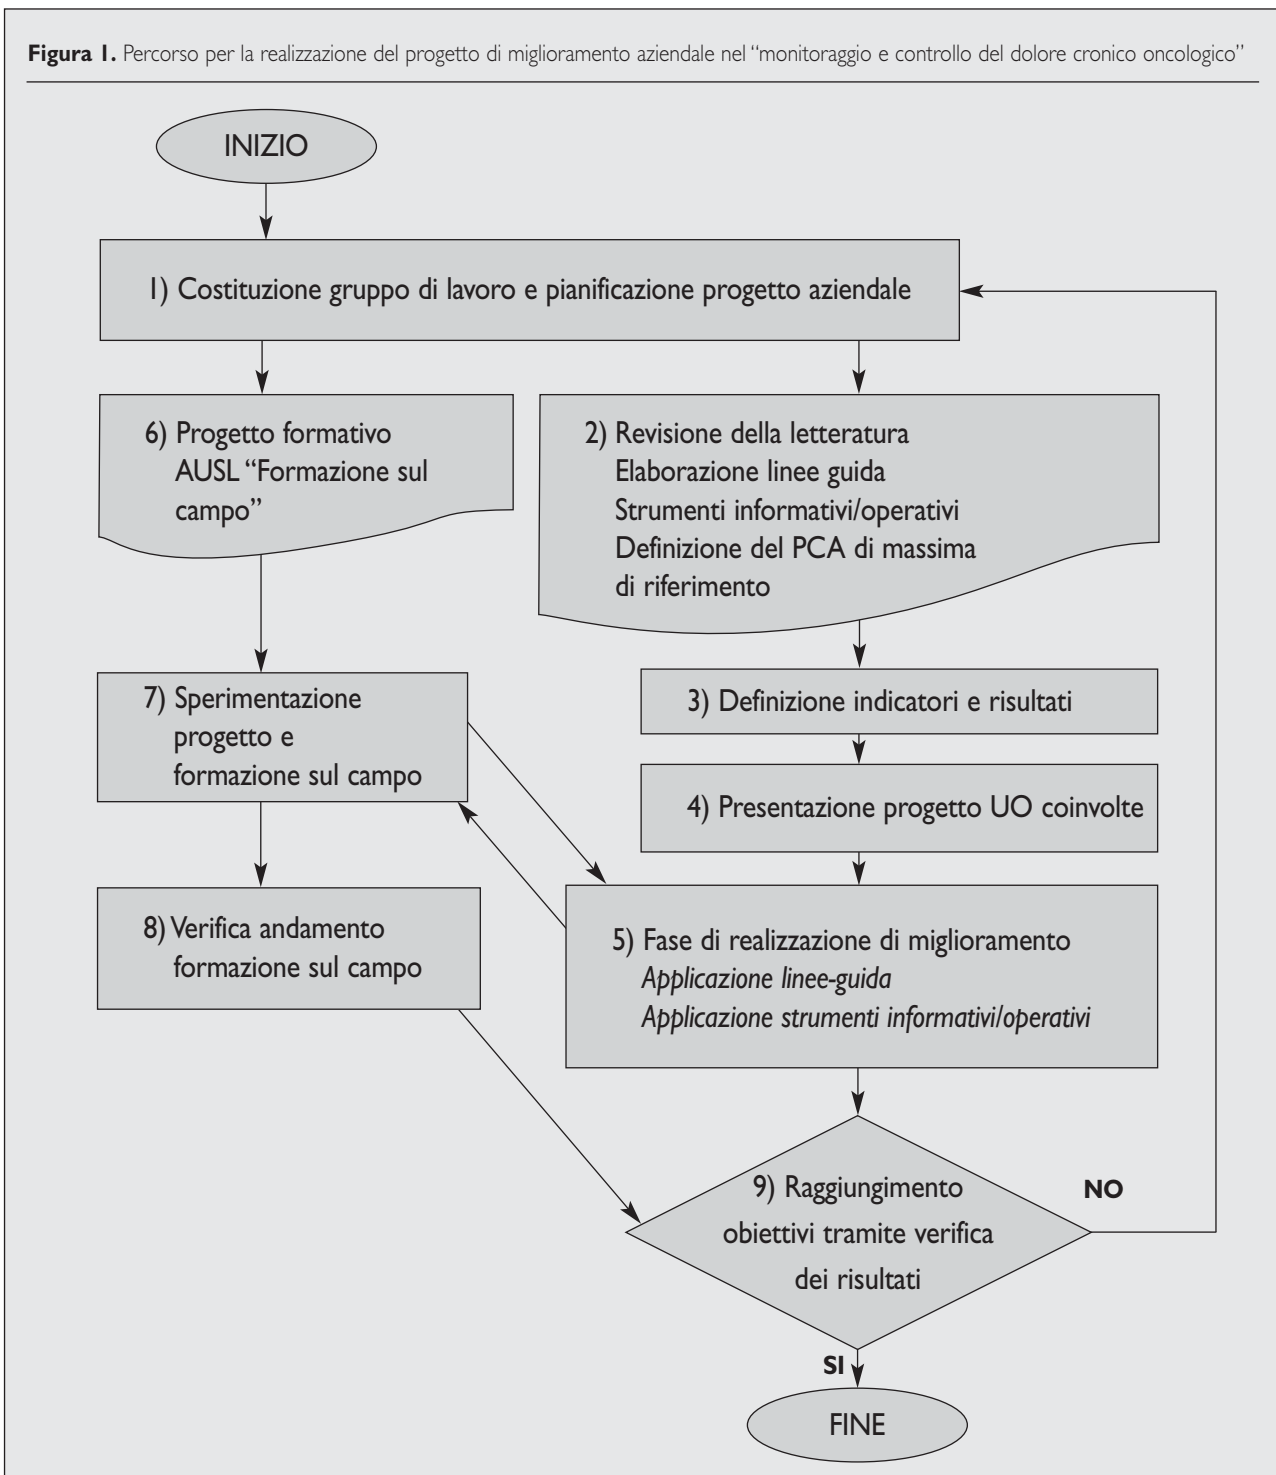 Figura 1. Percorso per la realizzazione del progetto di miglioramento aziendale nel “monitoraggio e controllo del dolore cronico oncologico”
INIZIO
1) Costituzione gruppo di lavoro e pianificazione progetto aziendale
6) Progetto formativo
AUSL “Formazione sul
campo”
2) Revisione della letteratura
Elaborazione linee guida
Strumenti informativi/operativi
Definizione del PCA di massima
di riferimento
7) Sperimentazione
progetto e
formazione sul campo
3) Definizione indicatori e risultati
4) Presentazione progetto UO coinvolte
8) Verifica andamento
formazione sul campo
5) Fase di realizzazione di miglioramento
Applicazione linee-guida
Applicazione strumenti informativi/operativi
9) Raggiungimento
obiettivi tramite verifica
dei risultati
NO
SI
FINE